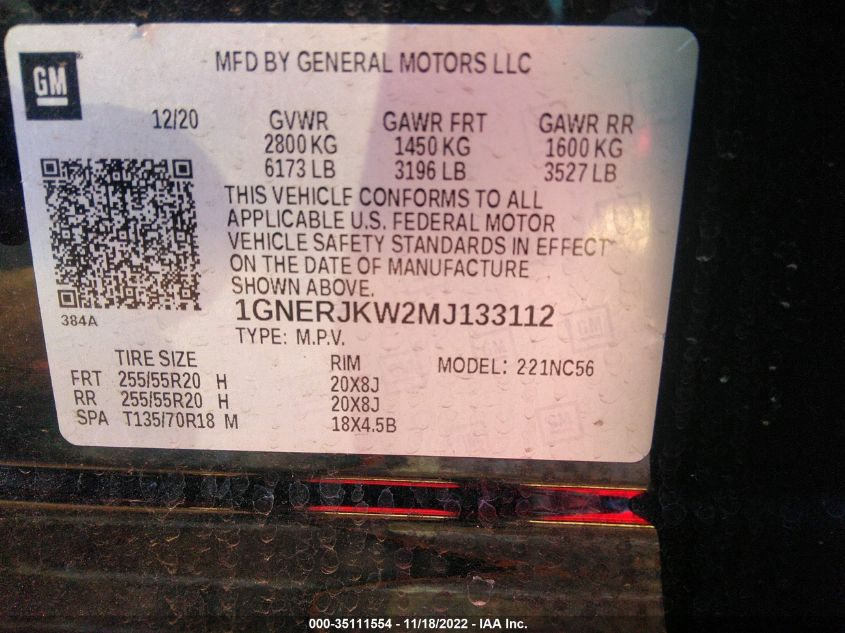 GM
MFD BY GENERAL MOTORS LLC
12/20 GVWR GAWR FRT GAWR RR
2800 KG 1450 KG 1600 KG
6173 LB 3196 LB 3527 LB
THIS VEHICLE CONFORMS TO ALL
APPLICABLE U.S. FEDERAL MOTOR
VEHICLE SAFETY STANDARDS IN EFFECT
ON THE DATE OF MANUFACTURE
SHOWN ABOVE.
384A
1GNERJKW2MJ133112
TYPE: M.P.V.
TIRE SIZE RIM MODEL: 221NC56
FRT 255/55R20 H 20X8J
RR 255/55R20 H 20X8J
SPA T135/70R18 M 18X4.5B
GM
000-35111554 - 11/18/2022 - IAA Inc.